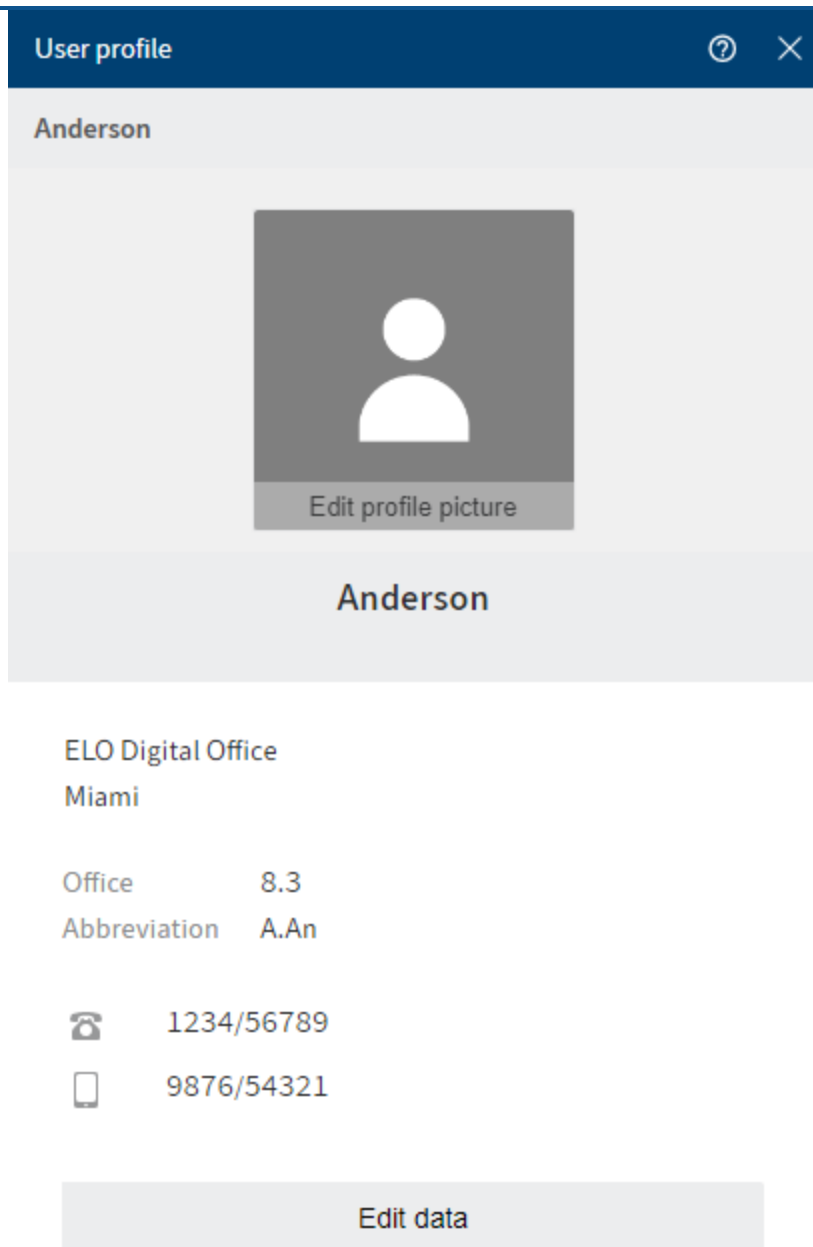 User profile
Anderson
Edit profile picture
Anderson
ELO Digital Office
Miami
Office 8.3
Abbreviation A.An
1234/56789
9876/54321
Edit data